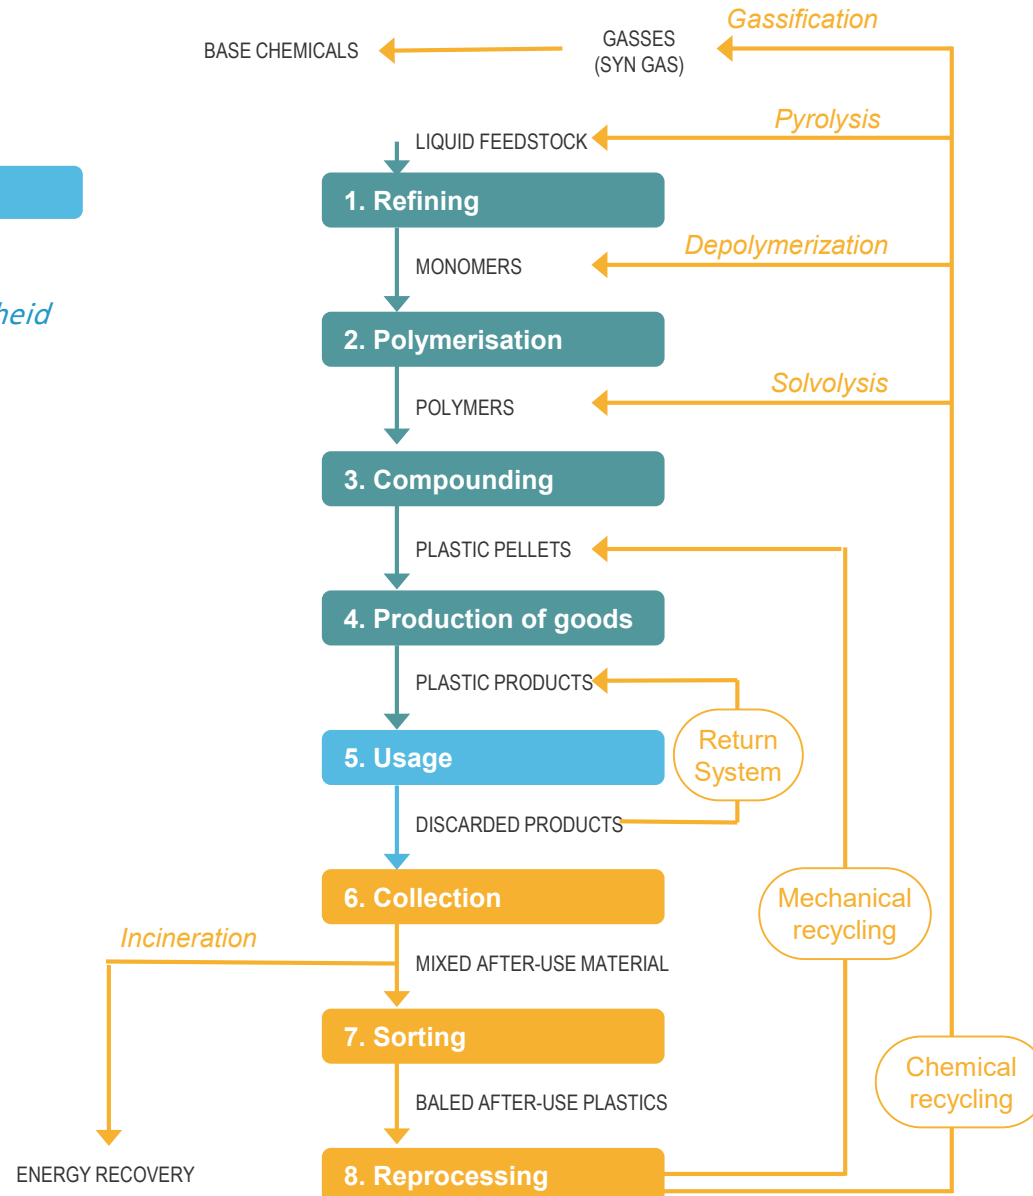 Gassification
GASSES
(SYN GAS)
BASE CHEMICALS
Pyrolysis
LIQUID FEEDSTOCK
1. Refining
Depolymerization
MONOMERS
heid
2. Polymerisation
Solvolysis
POLYMERS
3. Compounding
PLASTIC PELLETS
4. Production of goods
PLASTIC PRODUCTS
Return
System
5. Usage
DISCARDED PRODUCTS
6. Collection
Mechanical
recycling
Incineration
MIXED AFTER-USE MATERIAL
7. Sorting
Chemical
recycling
BALED AFTER-USE PLASTICS
8. Reprocessing
ENERGY RECOVERY